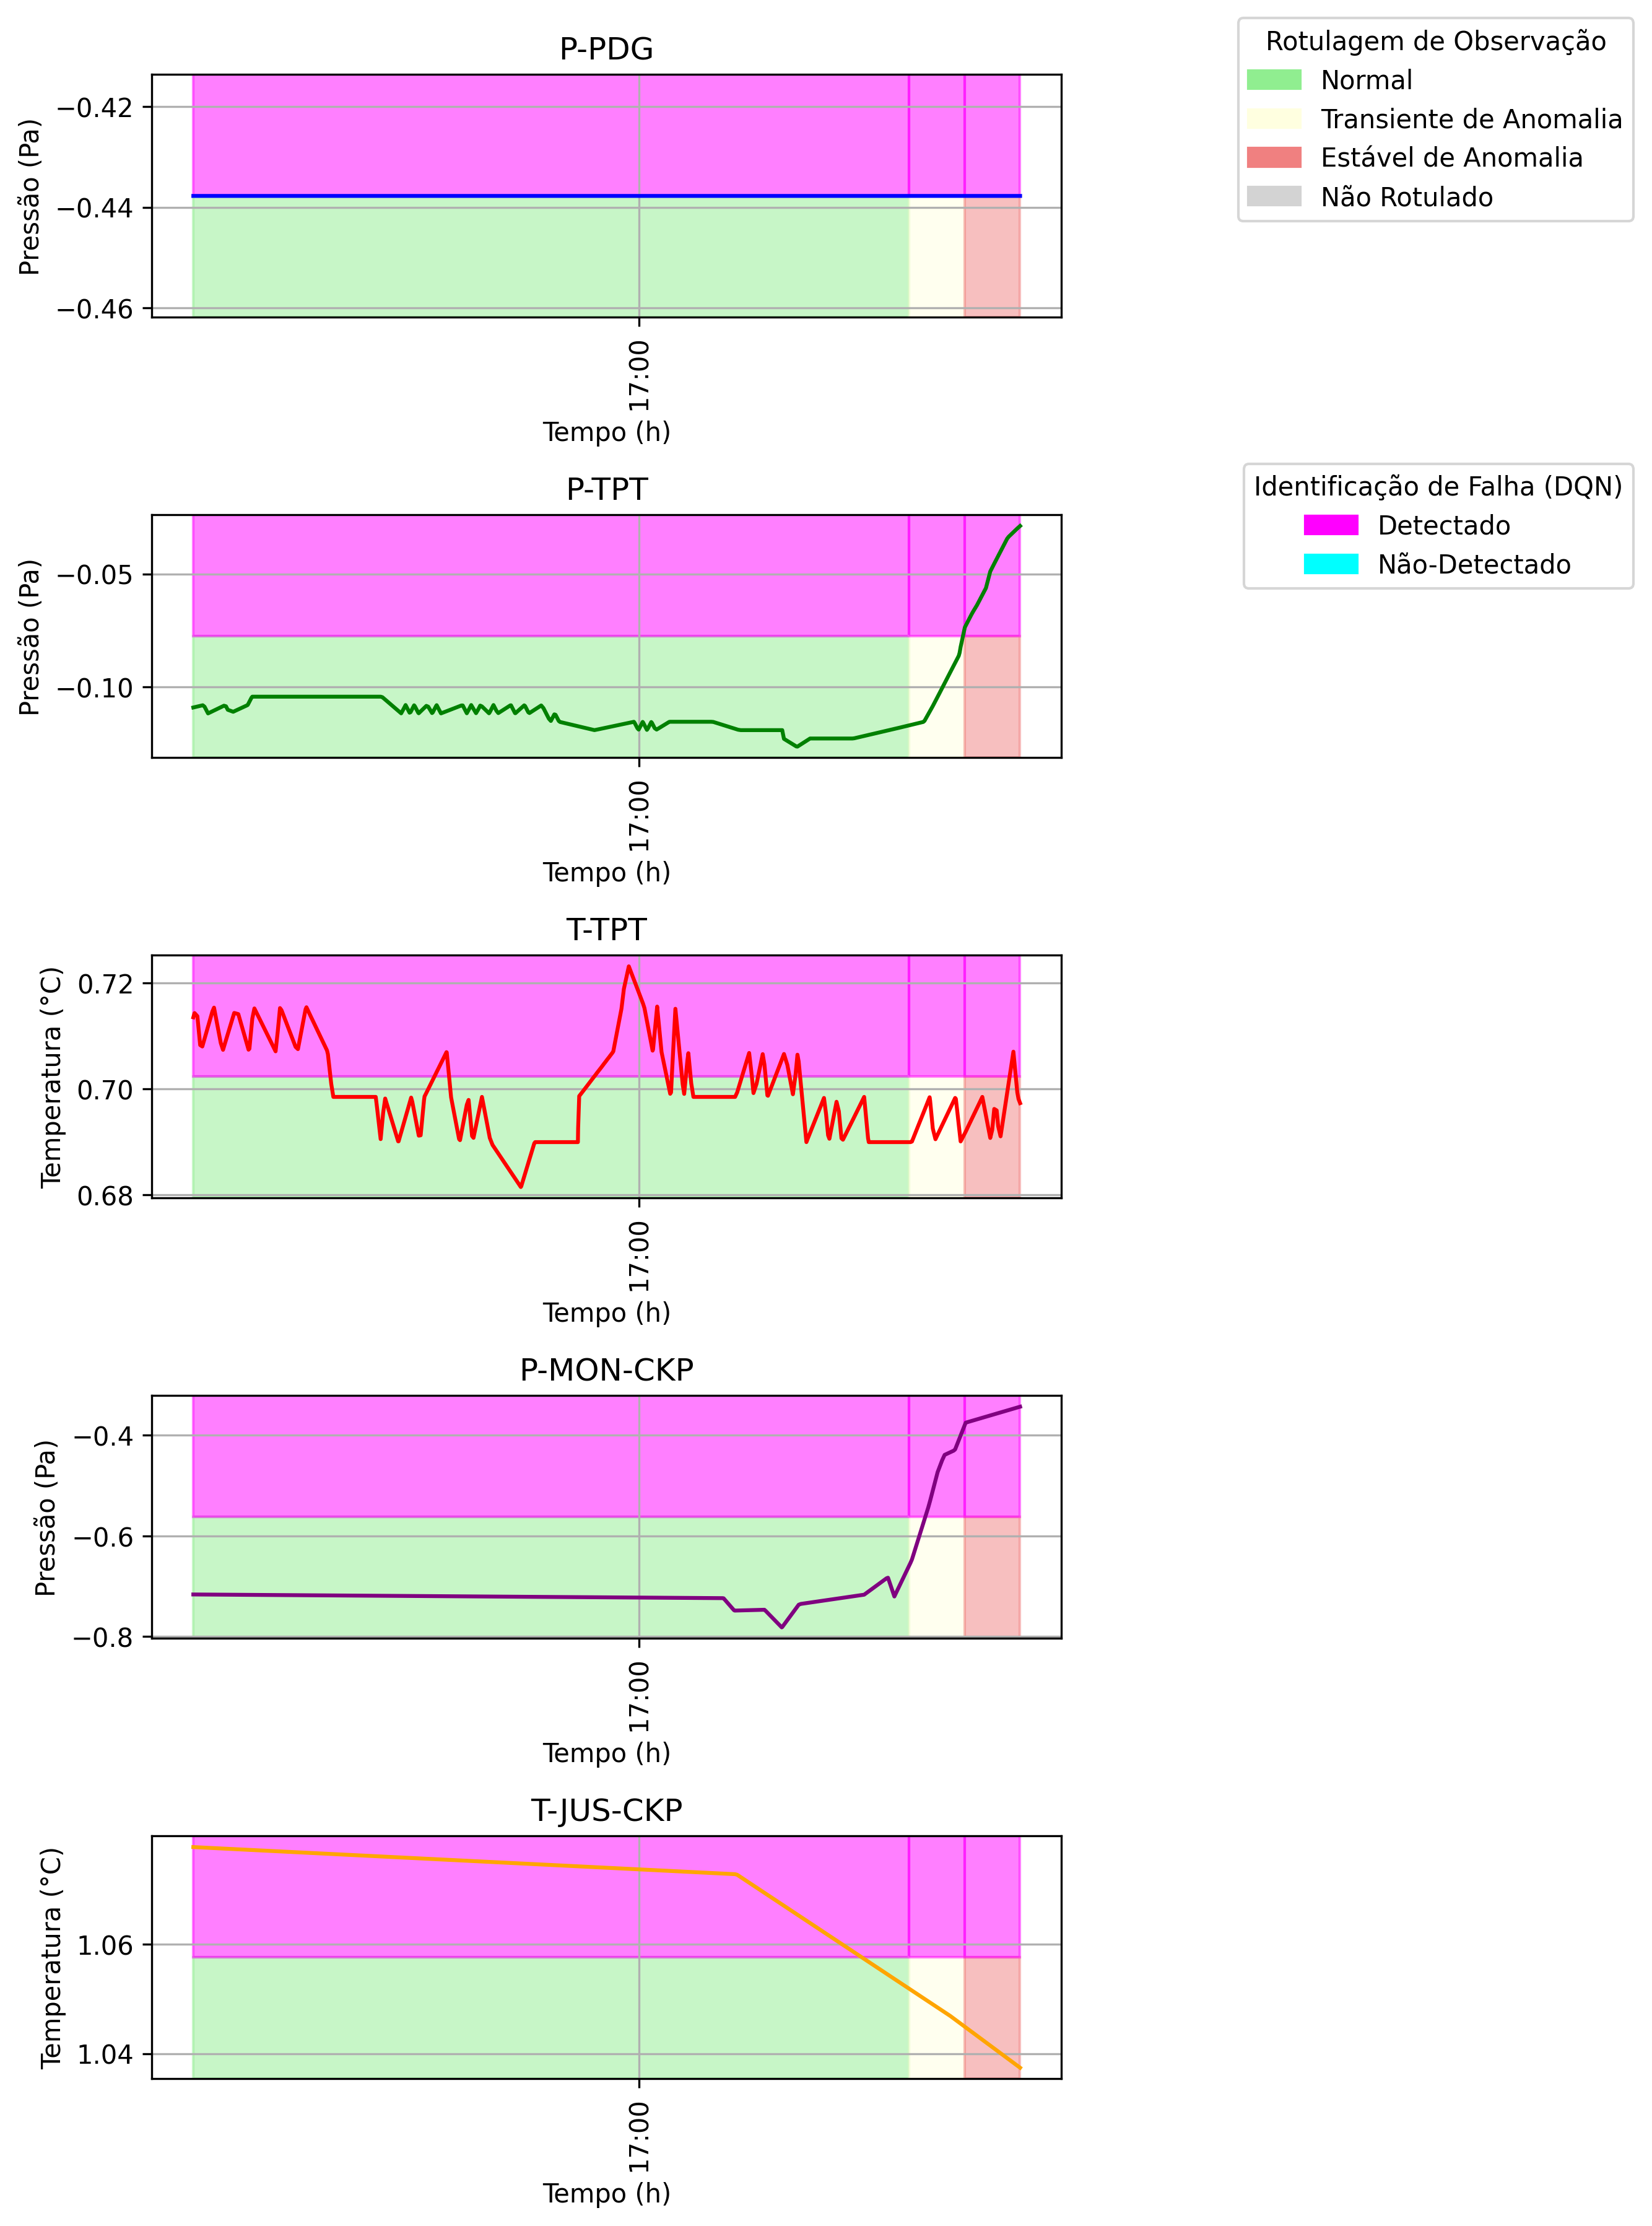 P-PDG
Pressão (Pa)
−0.42
−0.44
−0.46
17:00
Tempo (h)
Rotulagem de Observação
Normal
Transiente de Anomalia
Estável de Anomalia
Não Rotulado
P-TPT
Pressão (Pa)
−0.05
−0.10
17:00
Tempo (h)
Identificação de Falha (DQN)
Detectado
Não-Detectado
T-TPT
Temperatura (°C)
0.72
0.70
0.68
17:00
Tempo (h)
P-MON-CKP
Pressão (Pa)
−0.4
−0.6
−0.8
17:00
Tempo (h)
T-JUS-CKP
Temperatura (°C)
1.06
1.04
17:00
Tempo (h)